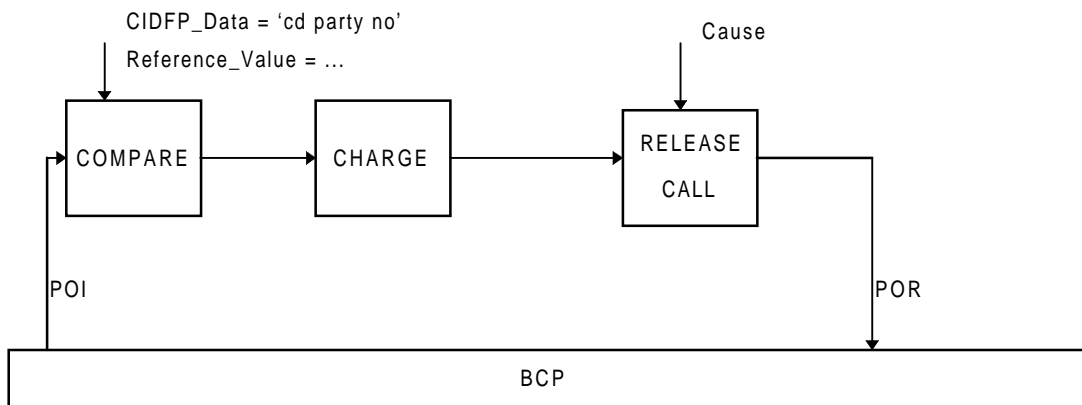 CIDFP_Data = ‘cd party no’
Reference_Value = ...
Cause
COMPARE
CHARGE
RELEASE
CALL
POI
POR
BCP